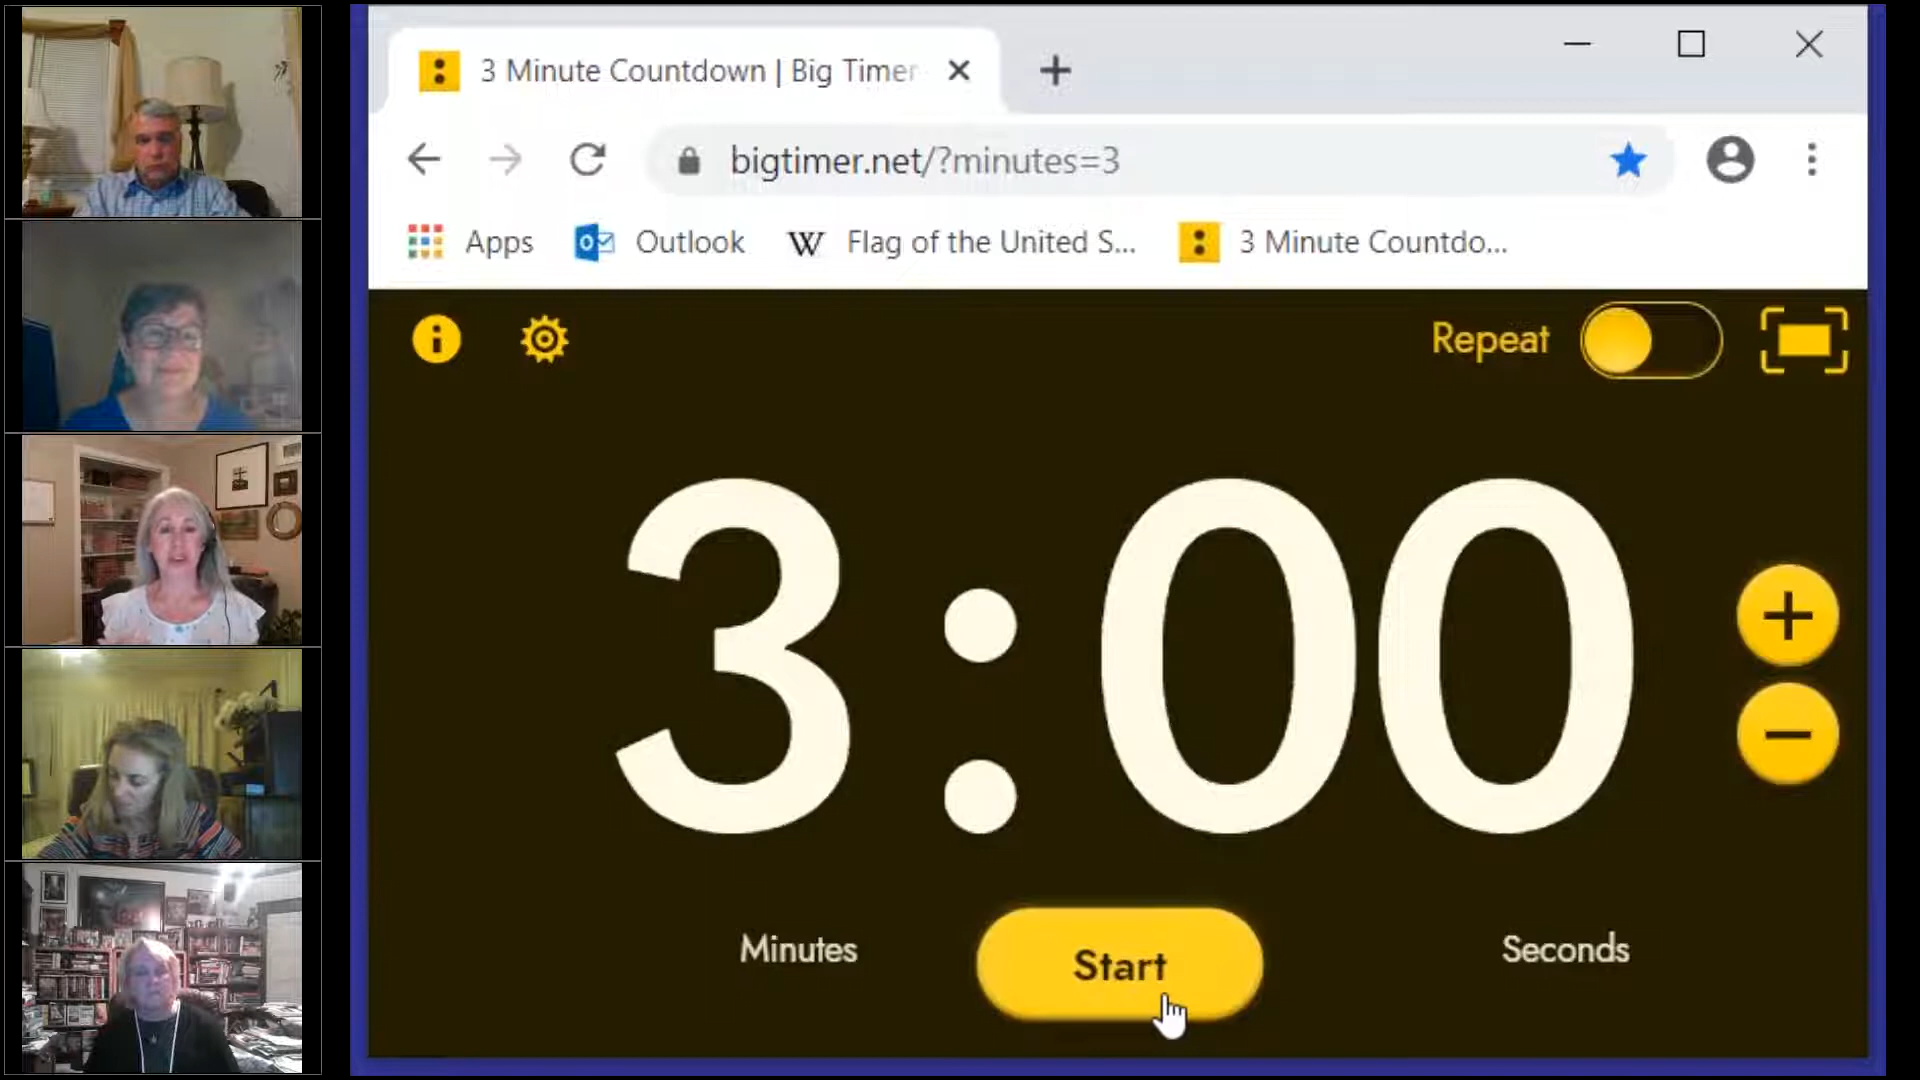 3 Minute Countdown | Big Timer
bigtimer.net/?minutes=3
Apps Outlook Flag of the United S... 3 Minute Countdo...
Repeat
3:00
Minutes Start Seconds